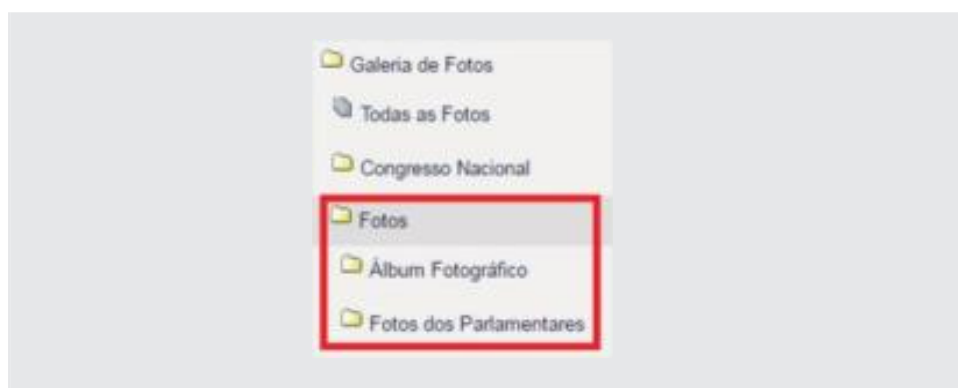 Galeria de Fotos
Todas as Fotos
Congresso Nacional
Fotos
Álbum Fotográfico
Fotos dos Parlamentares